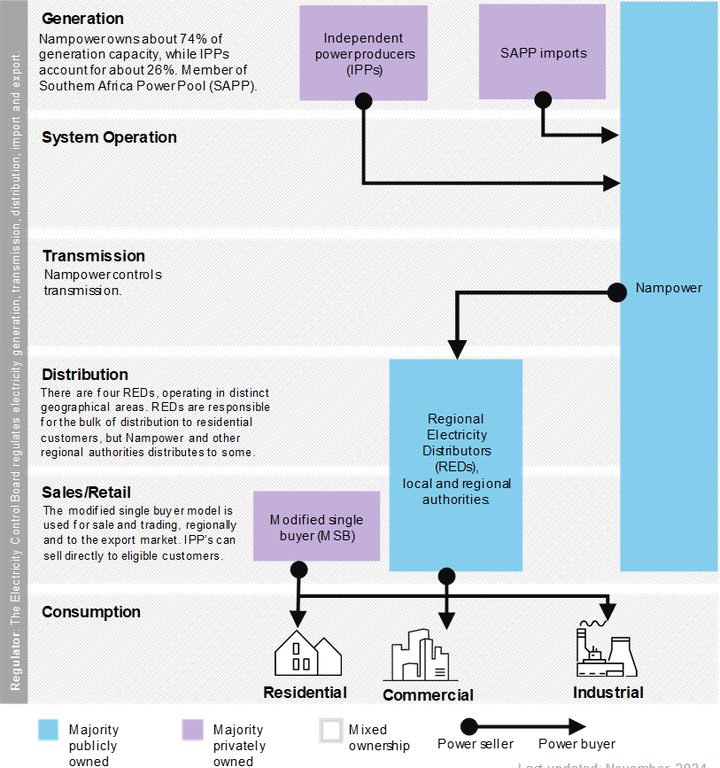 Regulator: The Electricity Control Board regulates electricity generation, transmission, distribution, import and export.
Generation
Nampower owns about 74% of
generation capacity, while IPPs
account for about 26%. Member of
Southern Africa Power Pool (SAPP).
Independent
power producers
(IPPs)
SAPP imports
System Operation
Transmission
Nampower controls
transmission.
Nampower
Distribution
There are four REDs, operating in distinct
geographical areas. REDs are responsible
for the bulk of distribution to residential
customers, but Nampower and other
regional authorities distributes to some.
Regional
Electricity
Distributors
(REDs),
local and regional
authorities.
Sales/Retail
The modified single buyer model is
used for sale and trading, regionally
and to the export market. IPP's can
sell directly to eligible customers.
Modified single
buyer (MSB)
Consumption
Residential
Commercial
Industrial
Majority
publicly
owned
Majority
privately
owned
Mixed
ownership
Power seller
Power buyer
Last updated: November, 2024